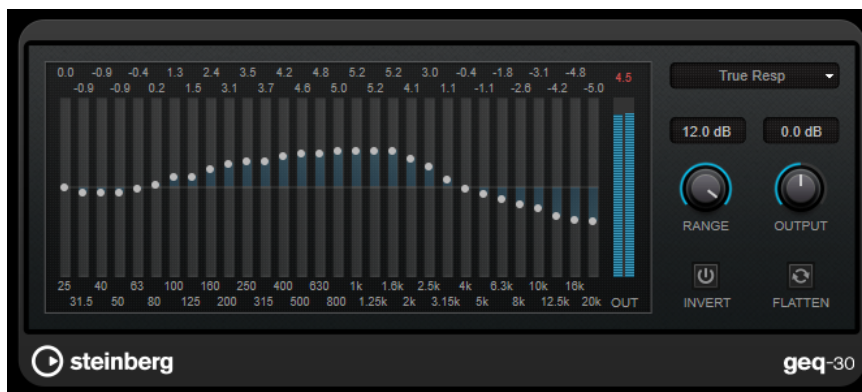 0.0 -0.9 -0.4 1.3 2.4 3.5 4.2 4.8 5.2 5.2 3.0 -0.4 -1.8 -3.1 -4.8
-0.9 -0.9 0.2 1.5 3.1 3.7 4.6 5.0 5.2 4.1 1.1 -1.1 -2.6 -4.2 -5.0
4.5
True Resp
12.0 dB 0.0 dB
RANGE OUTPUT
25 40 63 100 160 250 400 630 1k 1.6k 2.5k 4k 6.3k 10k 16k
31.5 50 80 125 200 315 500 800 1.25k 2k 3.15k 5k 8k 12.5k 20k OUT
INVERT FLATTEN
steinberg
geq-30